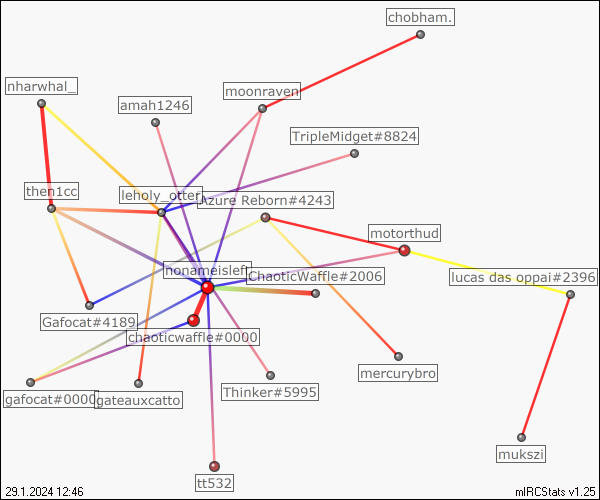 chobham.
nharwhal_
moonraven
amah1246
TripleMidget#8824
then1cc
leholy_otter
Azure Reborn#4243
motorthud
nonameisleft
ChaoticWaffle#2006
lucas das oppai#2396
Gafocat#4189
chaoticwaffle#0000
mercurybro
gafocat#0000
gateauxcatto
Thinker#5995
mukszi
tt532
29.1.2024 12:46
mIRCStats v1.25